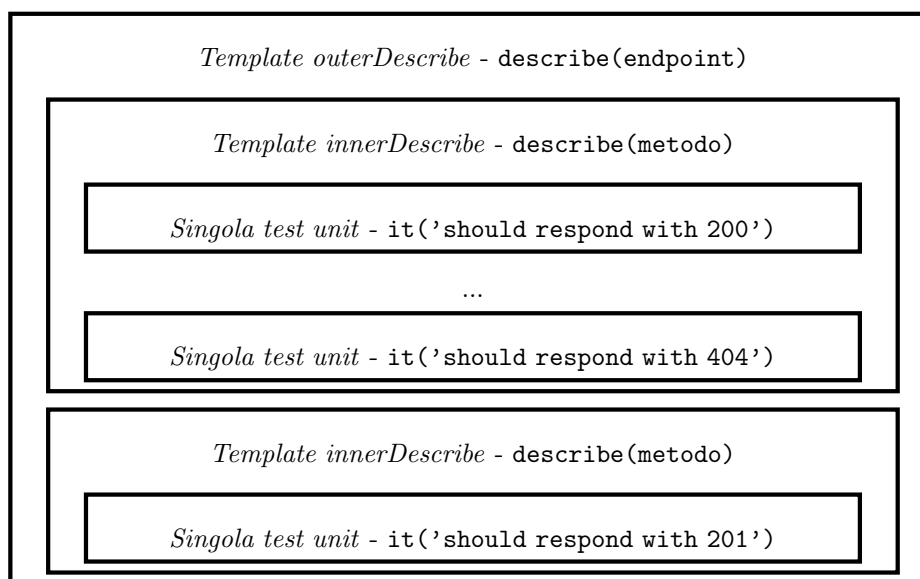 Template outerDescribe - describe(endpoint)
Template innerDescribe - describe(metodo)
Singola test unit - it('should respond with 200')
...
Singola test unit - it('should respond with 404')
Template innerDescribe - describe(metodo)
Singola test unit - it('should respond with 201')